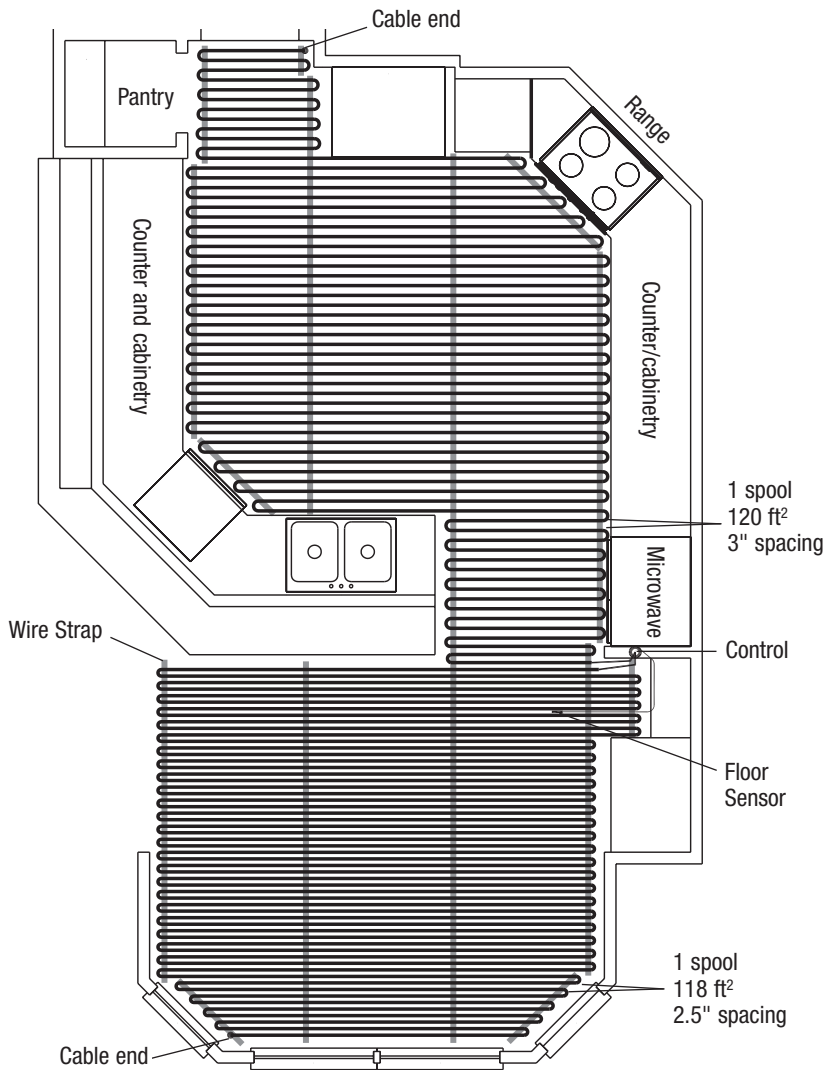 Cable end
Pantry
Range
Counter and cabinetry
Counter/cabinetry
1 spool
120 ft²
3" spacing
Microwave
Wire Strap
Control
Floor
Sensor
1 spool
118 ft²
2.5" spacing
Cable end